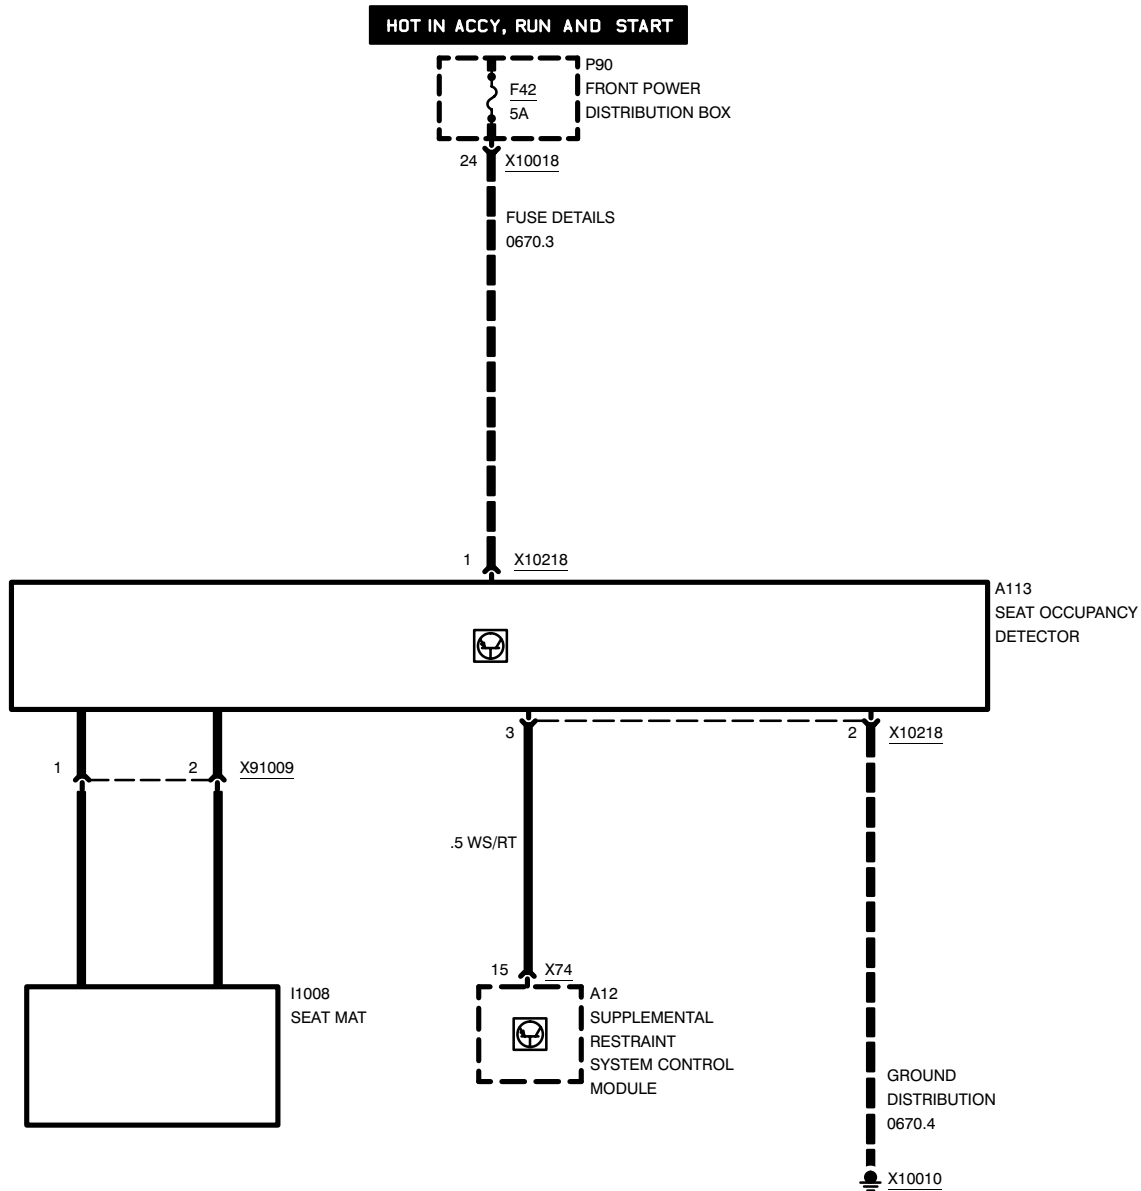 HOT IN ACCY, RUN AND START
P90
FRONT POWER
DISTRIBUTION BOX
F42
5A
24
X10018
FUSE DETAILS
0670.3
1
X10218
A113
SEAT OCCUPANCY
DETECTOR
3
2
X10218
1
2
X91009
.5 WS/RT
15
X74
I1008
SEAT MAT
A12
SUPPLEMENTAL
RESTRAINT
SYSTEM CONTROL
MODULE
GROUND
DISTRIBUTION
0670.4
X10010